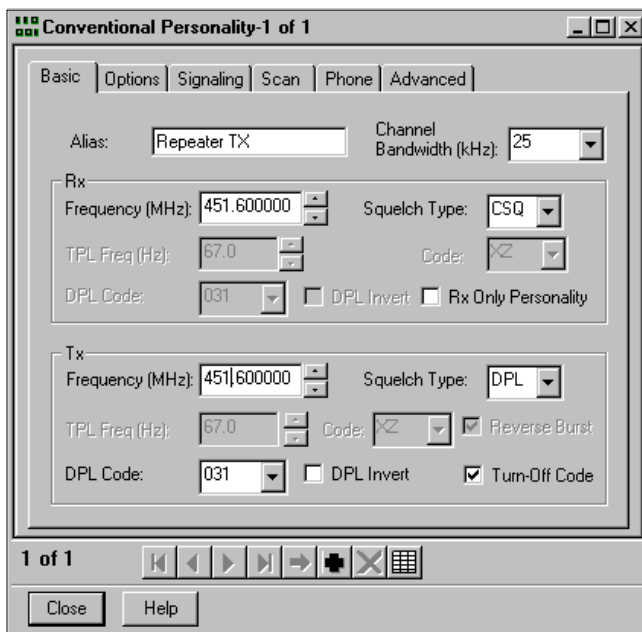 Conventional Personality-1 of 1
Basic Options Signaling Scan Phone Advanced
Alias: Repeater TX Channel Bandwidth (kHz): 25
Rx
Frequency (MHz): 451.600000 Squelch Type: CSQ
TPL Freq (Hz): 67.0 Code: XZ
DPL Code: 031 DPL Invert Rx Only Personality
Tx
Frequency (MHz): 451.600000 Squelch Type: DPL
TPL Freq (Hz): 67.0 Code: XZ Reverse Burst
DPL Code: 031 DPL Invert Turn-Off Code
1 of 1
Close Help